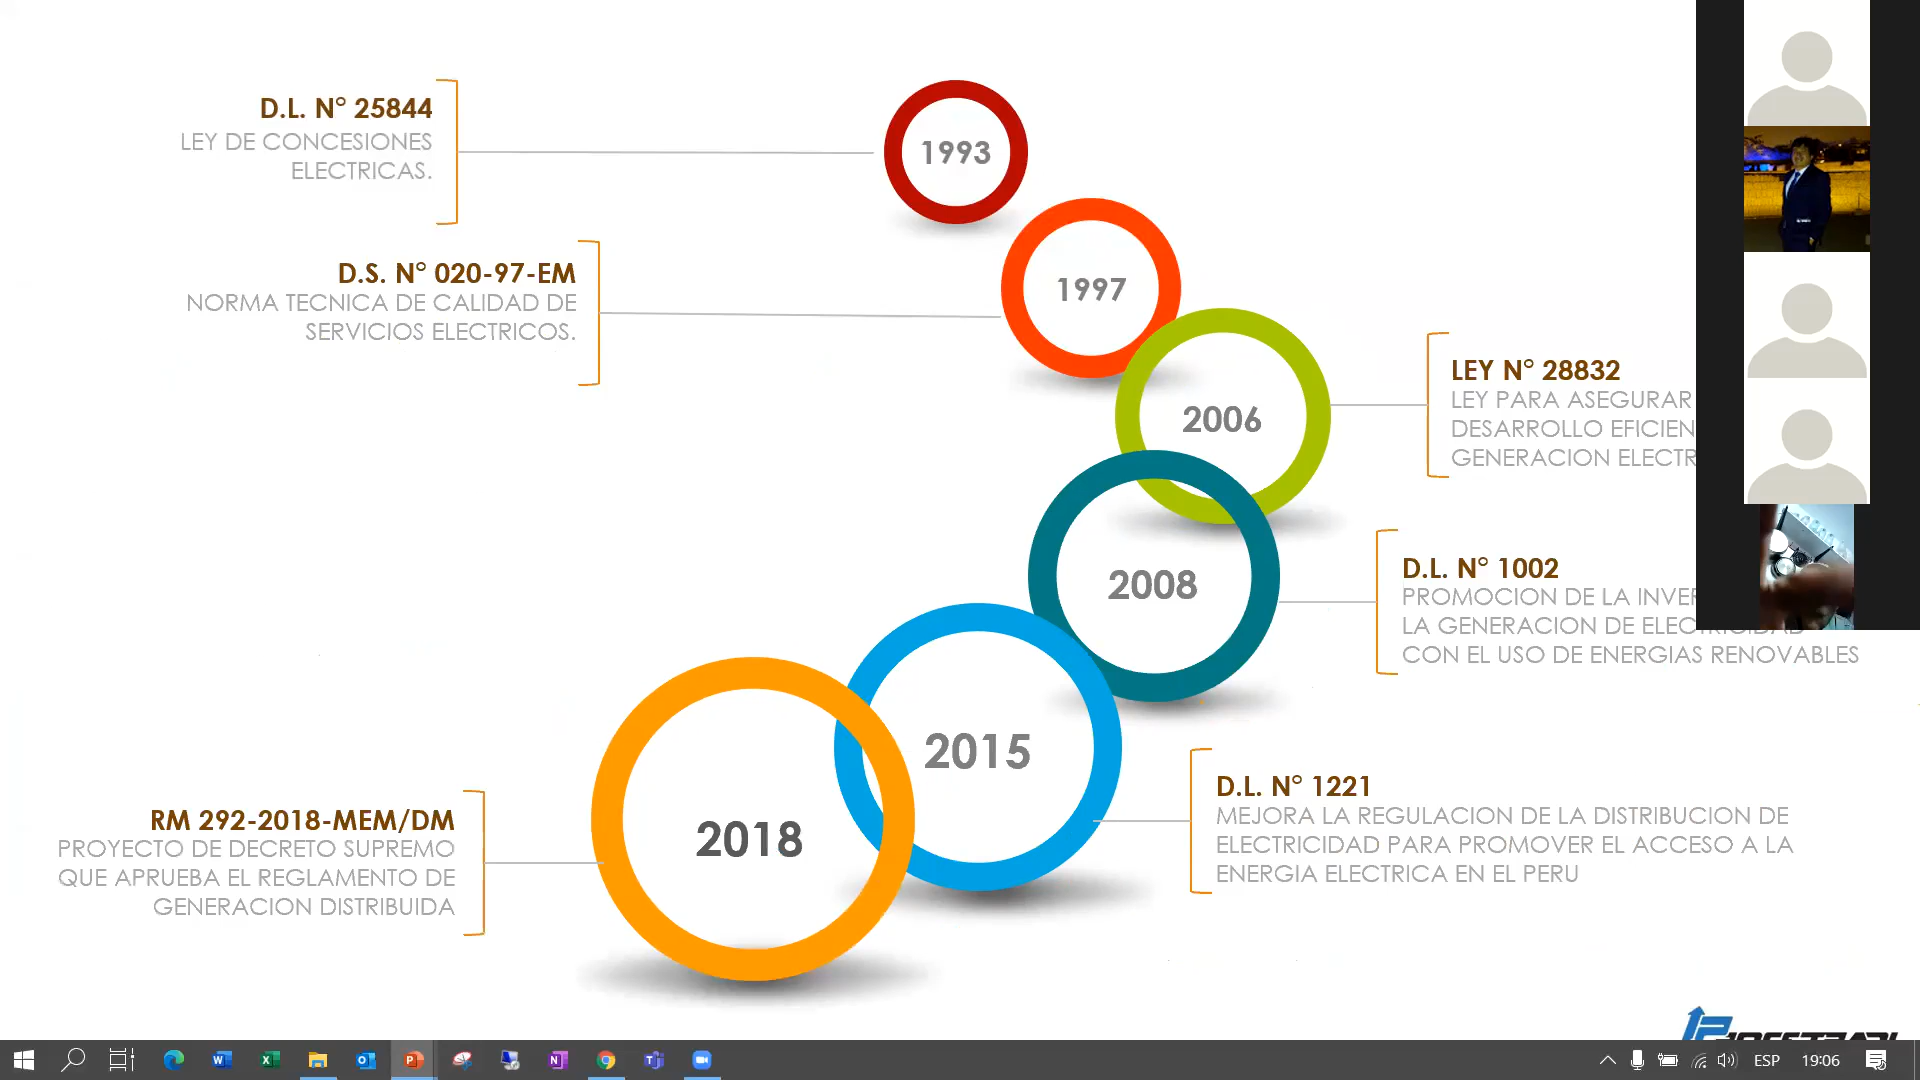 D.L. N° 25844
LEY DE CONCESIONES
ELECTRICAS.
1993
D.S. N° 020-97-EM
NORMA TECNICA DE CALIDAD DE
SERVICIOS ELECTRICOS.
1997
2006
LEY N° 28832
LEY PARA ASEGURAR
DESARROLLO
GENERACION
2008
D.L. N° 1002
PROMOCION DE LA
LA GENERACION DE ELECTRICIDAD
CON EL USO DE ENERGIAS RENOVABLES
2015
D.L. N° 1221
MEJORA LA REGULACION DE LA DISTRIBUCION DE
ELECTRICIDAD PARA PROMOVER EL ACCESO A LA
ENERGIA ELECTRICA EN EL PERU
2018
RM 292-2018-MEM/DM
PROYECTO DE DECRETO SUPREMO
QUE APRUEBA EL REGLAMENTO DE
GENERACION DISTRIBUIDA
ESP
19:06